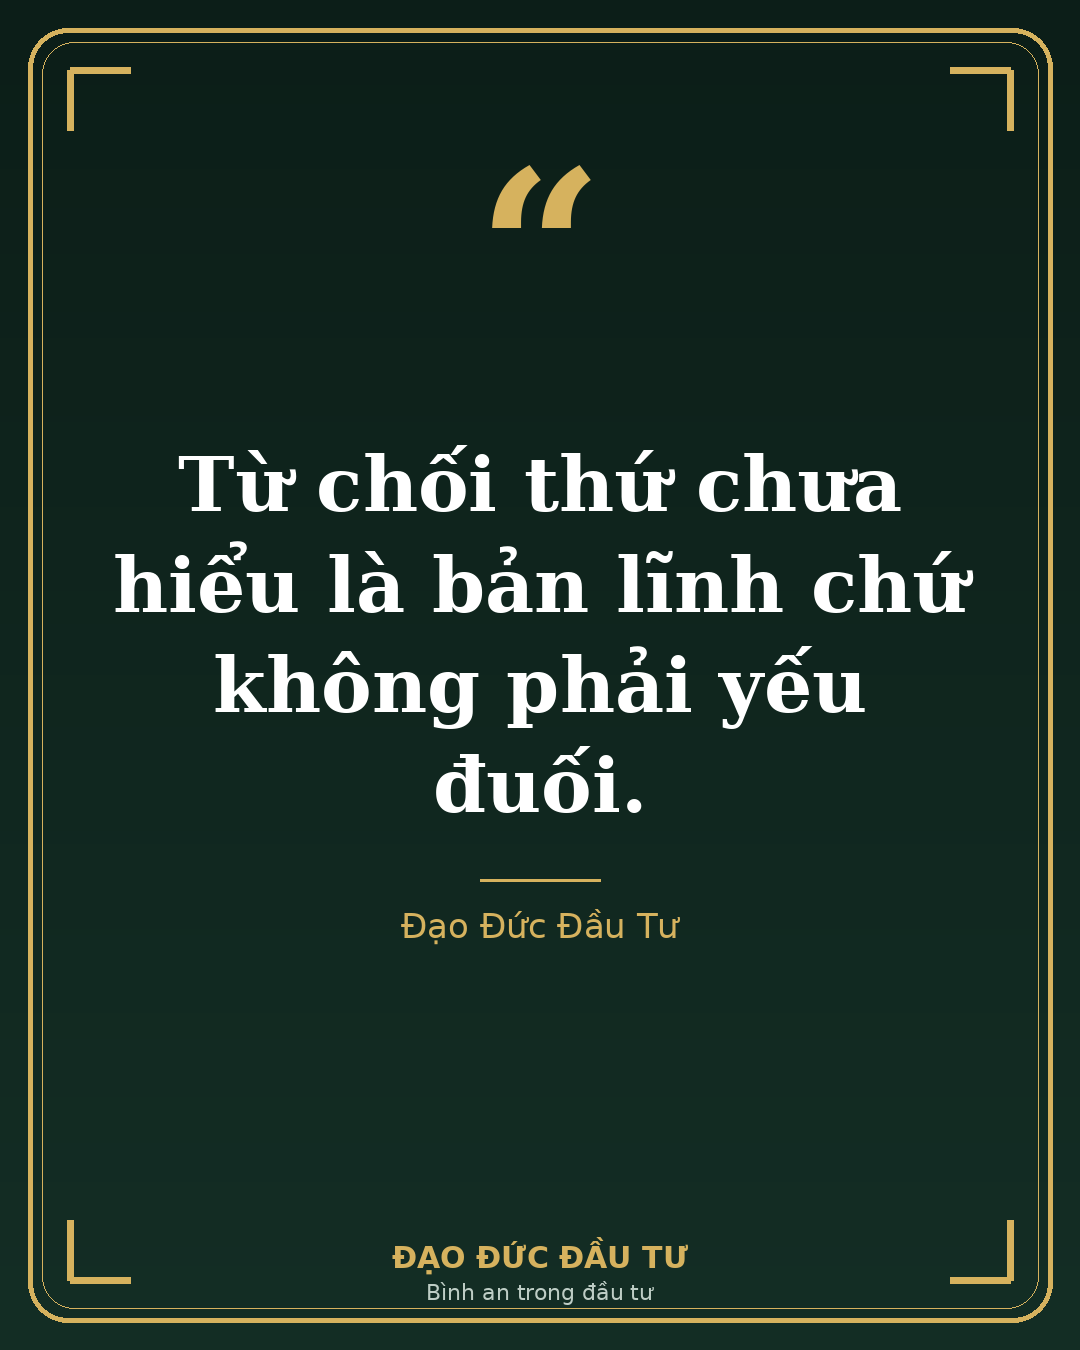 “
Từ chối thứ chưa
hiểu là bản lĩnh chứ
không phải yếu
đuối.
Đạo Đức Đầu Tư
ĐẠO ĐỨC ĐẦU TƯ
Bình an trong đầu tư